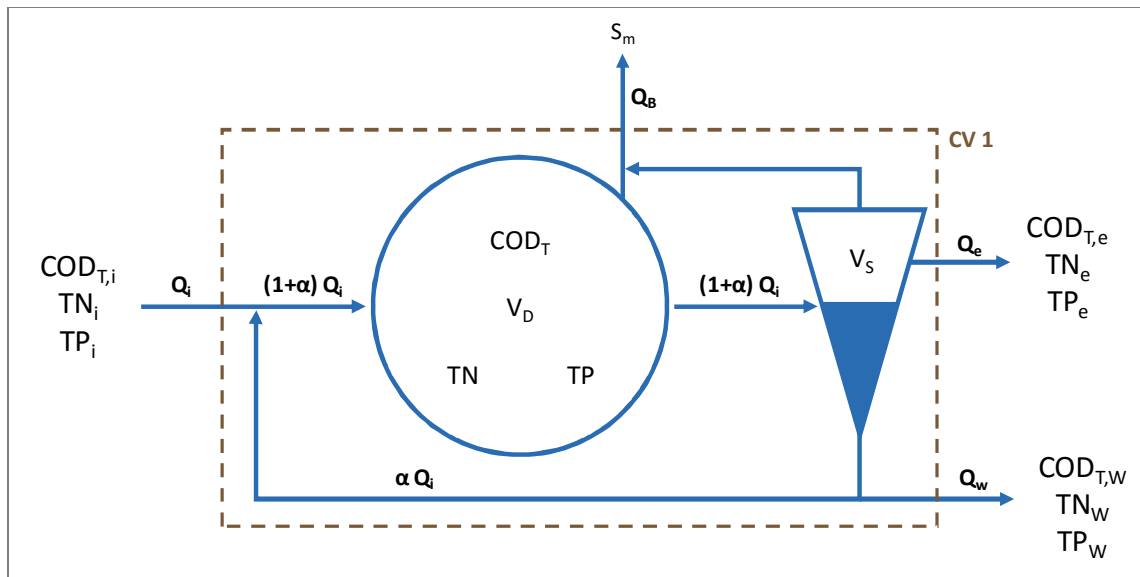 Sₘ
Q_B
CV 1
COD_T
V_D
TN TP
COD_T,i
TN_i
TP_i
Q_i
(1+α) Q_i
(1+α) Q_i
V_S
Q_e
COD_T,e
TN_e
TP_e
α Q_i
Q_w
COD_T,W
TN_W
TP_W